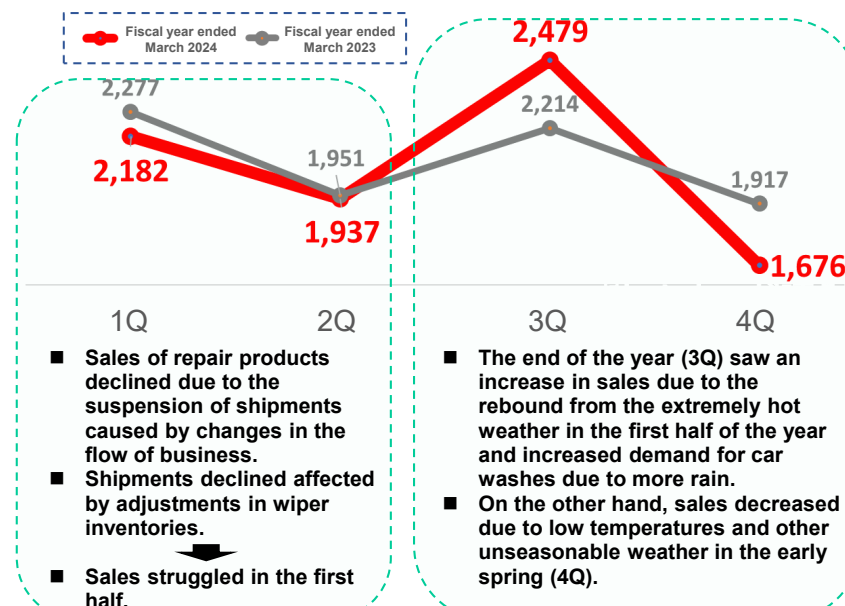 Fiscal year ended
March 2024
Fiscal year ended
March 2023
2,277
2,182
1,951
1,937
2,479
2,214
1,917
1,676
1Q
2Q
3Q
4Q
■ Sales of repair products
declined due to the
suspension of shipments
caused by changes in the
flow of business.
■ Shipments declined affected
by adjustments in wiper
inventories.
■ Sales struggled in the first
half.
■ The end of the year (3Q) saw an
increase in sales due to the
rebound from the extremely hot
weather in the first half of the year
and increased demand for car
washes due to more rain.
■ On the other hand, sales decreased
due to low temperatures and other
unseasonable weather in the early
spring (4Q).